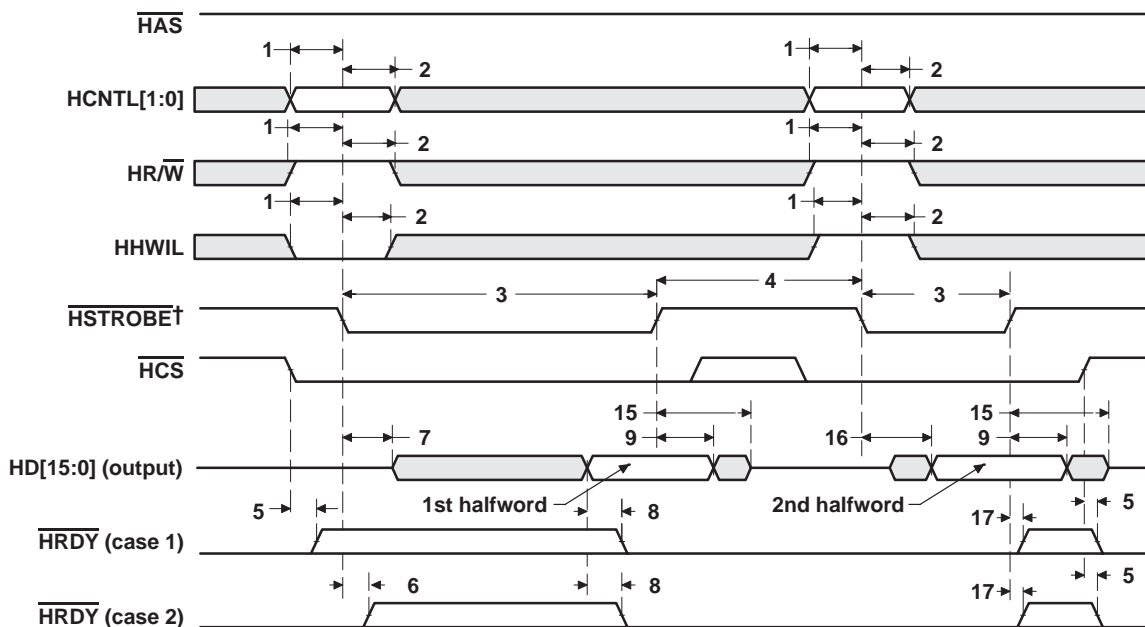 HAS
1 1
2 2
HCNTL[1:0]
1 1
2 2
HR/W
1 1
2 2
HHWIL
4
3 3
HSTROBE†
HCS
15 15
7 9 16 9
HD[15:0] (output)
1st halfword 2nd halfword
5 8 17 5
HRDY (case 1)
6 8 17 5
HRDY (case 2)